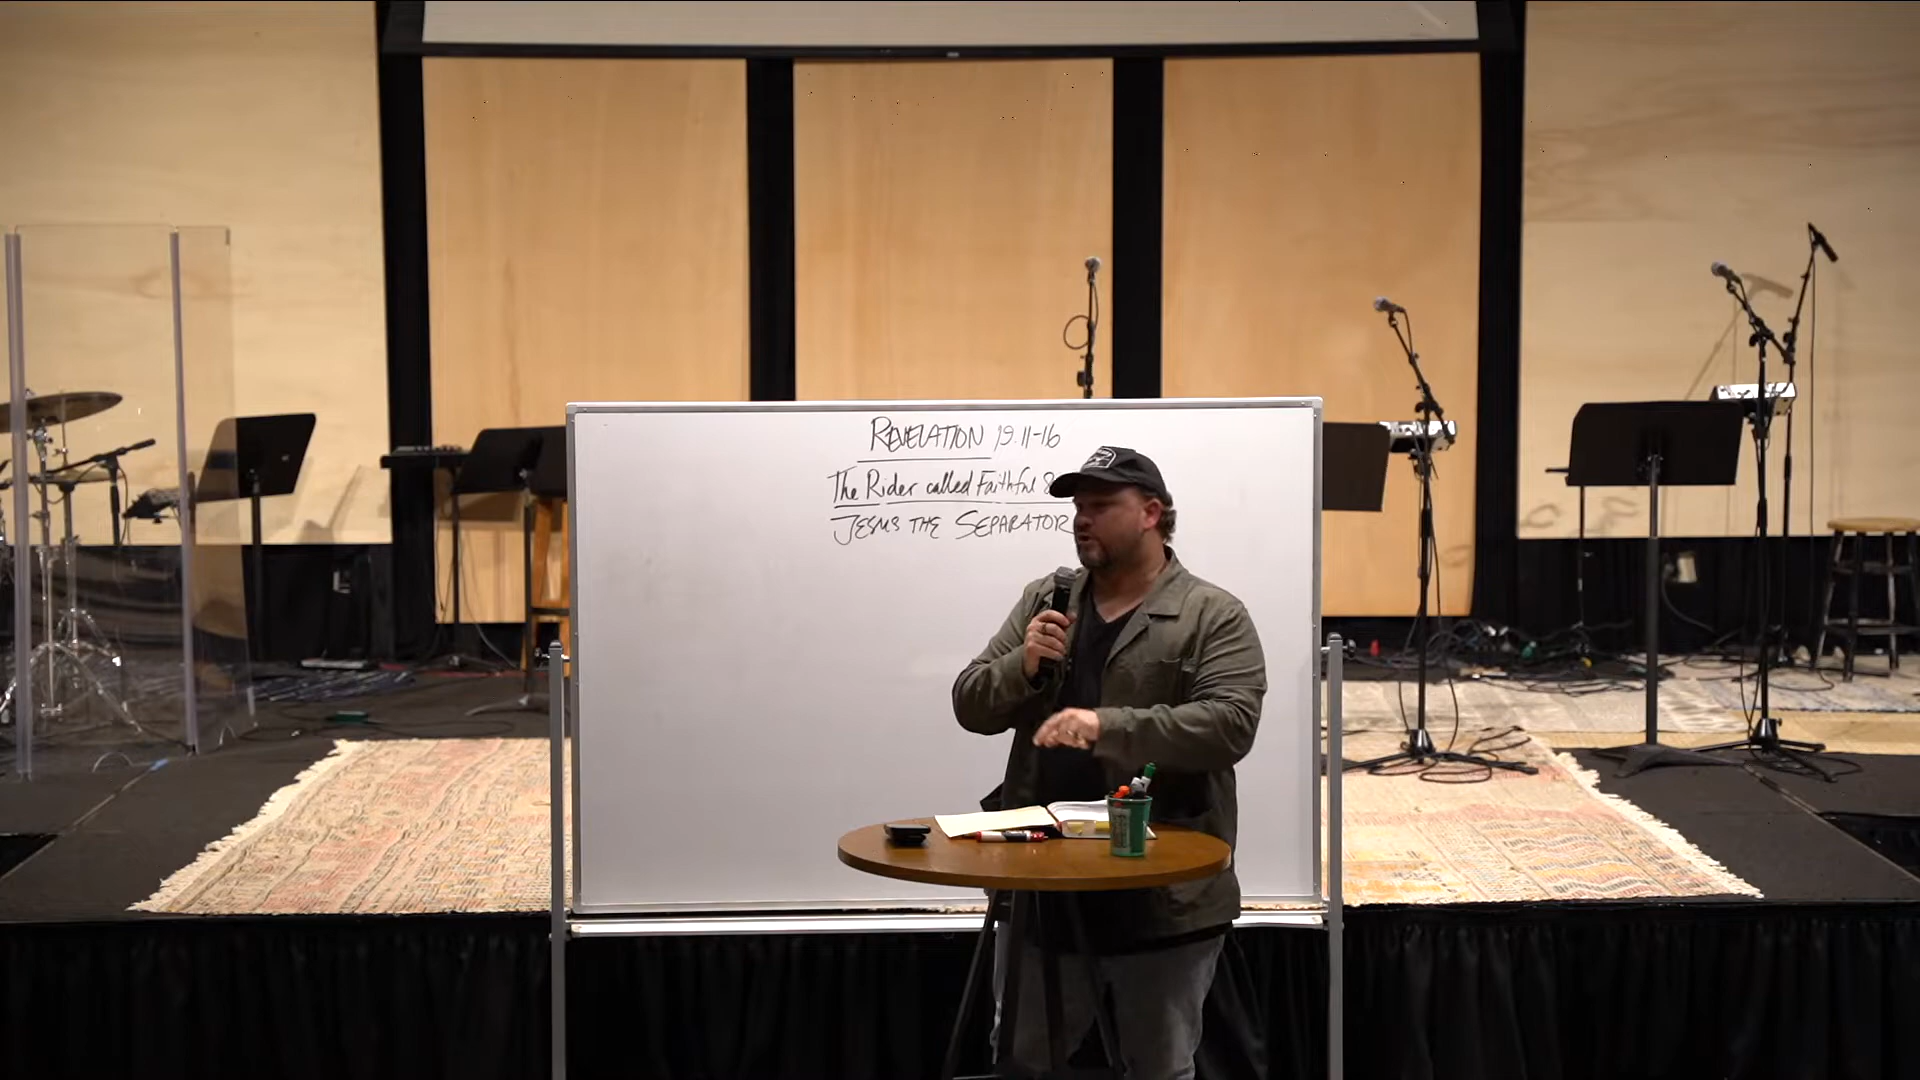 REVELATION 19:11-16
The Rider called Faithful &
JESUS THE SEPARATOR